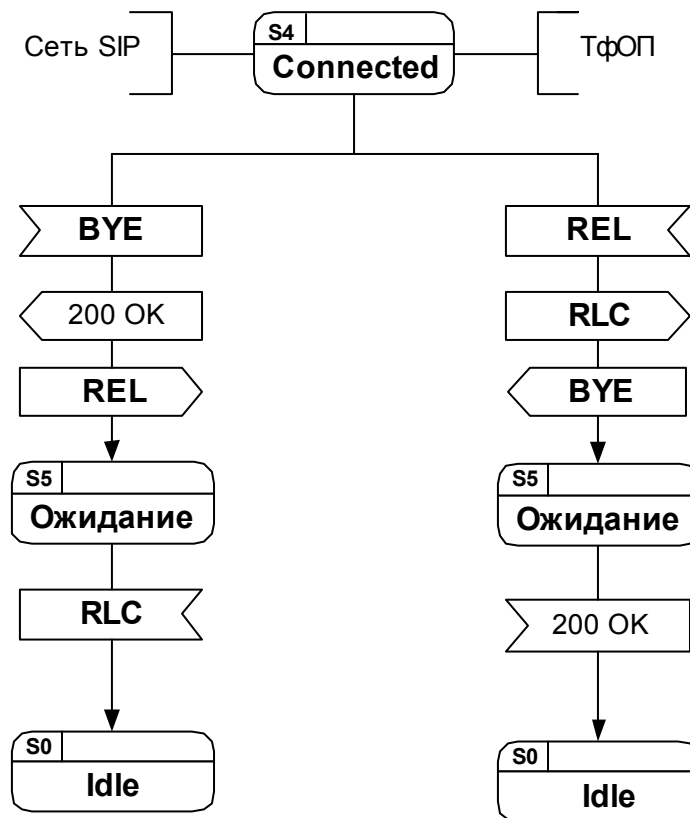 Сеть SIP
S4
Connected
ТфОП
BYE
200 OK
REL
S5
Ожидание
RLC
S0
Idle
REL
RLC
BYE
S5
Ожидание
200 OK
S0
Idle